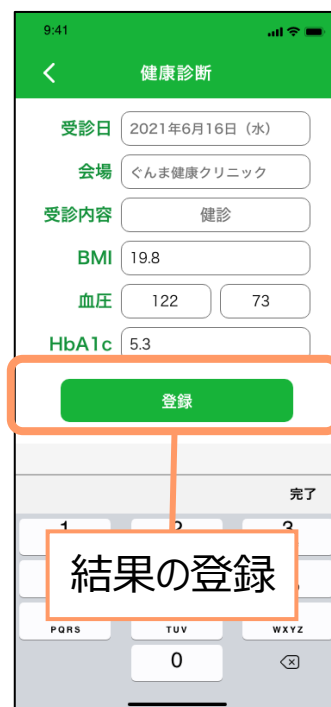 9:41
健康診断
受診日 2021年6月16日（水）
会場 ぐんま健康クリニック
受診内容 健診
BMI 19.8
血圧 122 73
HbA1c 5.3
登録
完了
1 2 3
結果の登録
PQRS TUV WXYZ
0